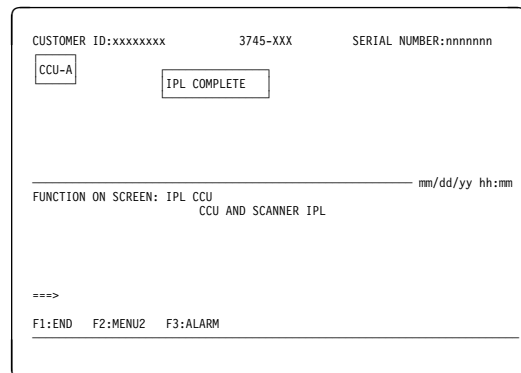 CUSTOMER ID:xxxxxxxx 3745-XXX SERIAL NUMBER:nnnnnnn
CCU-A
IPL COMPLETE
mm/dd/yy hh:mm
FUNCTION ON SCREEN: IPL CCU
CCU AND SCANNER IPL
===>
F1:END F2:MENU2 F3:ALARM